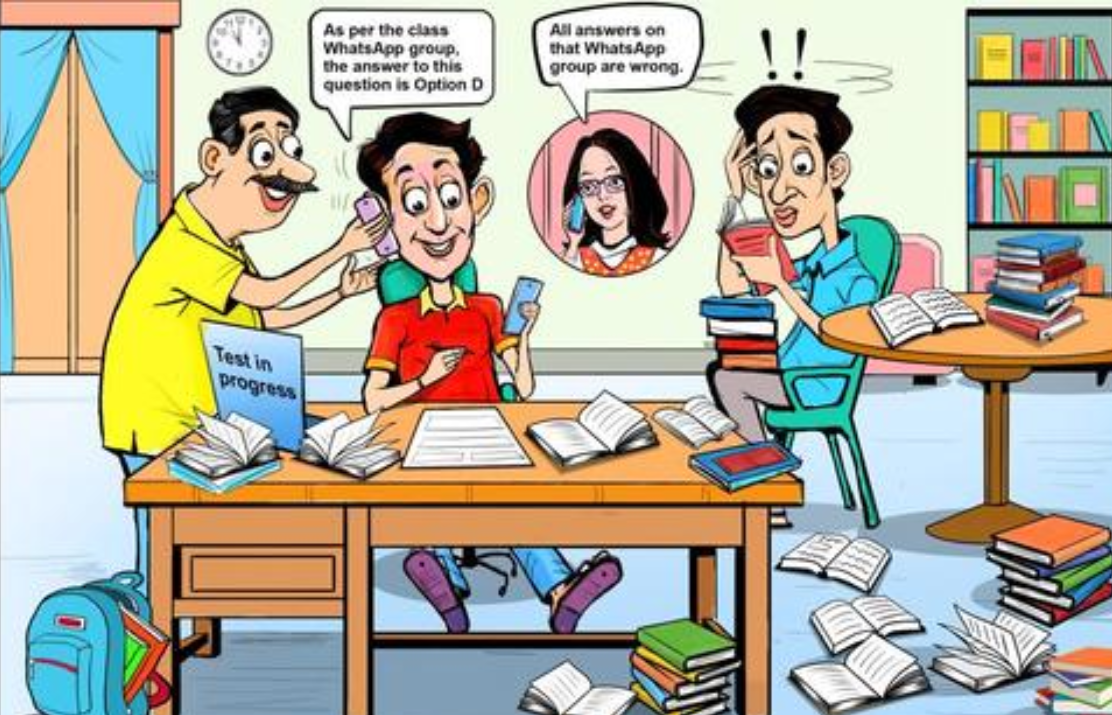 As per the class
WhatsApp group,
the answer to this
question is Option D
All answers on
that WhatsApp
group are wrong.
! !
Test in
progress